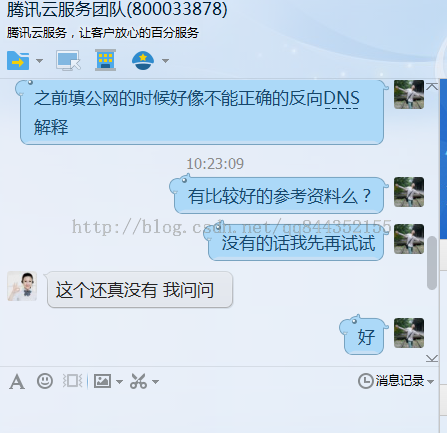 腾讯云服务团队(800033878)
腾讯云服务，让客户放心的百分服务
之前填公网的时候好像不能正确的反向DNS
解释
10:23:09
有比较好的参考资料么？
http://blog.csdn.net/qq844352155
没有的话我先再试试
这个还真没有 我问问
好
消息记录